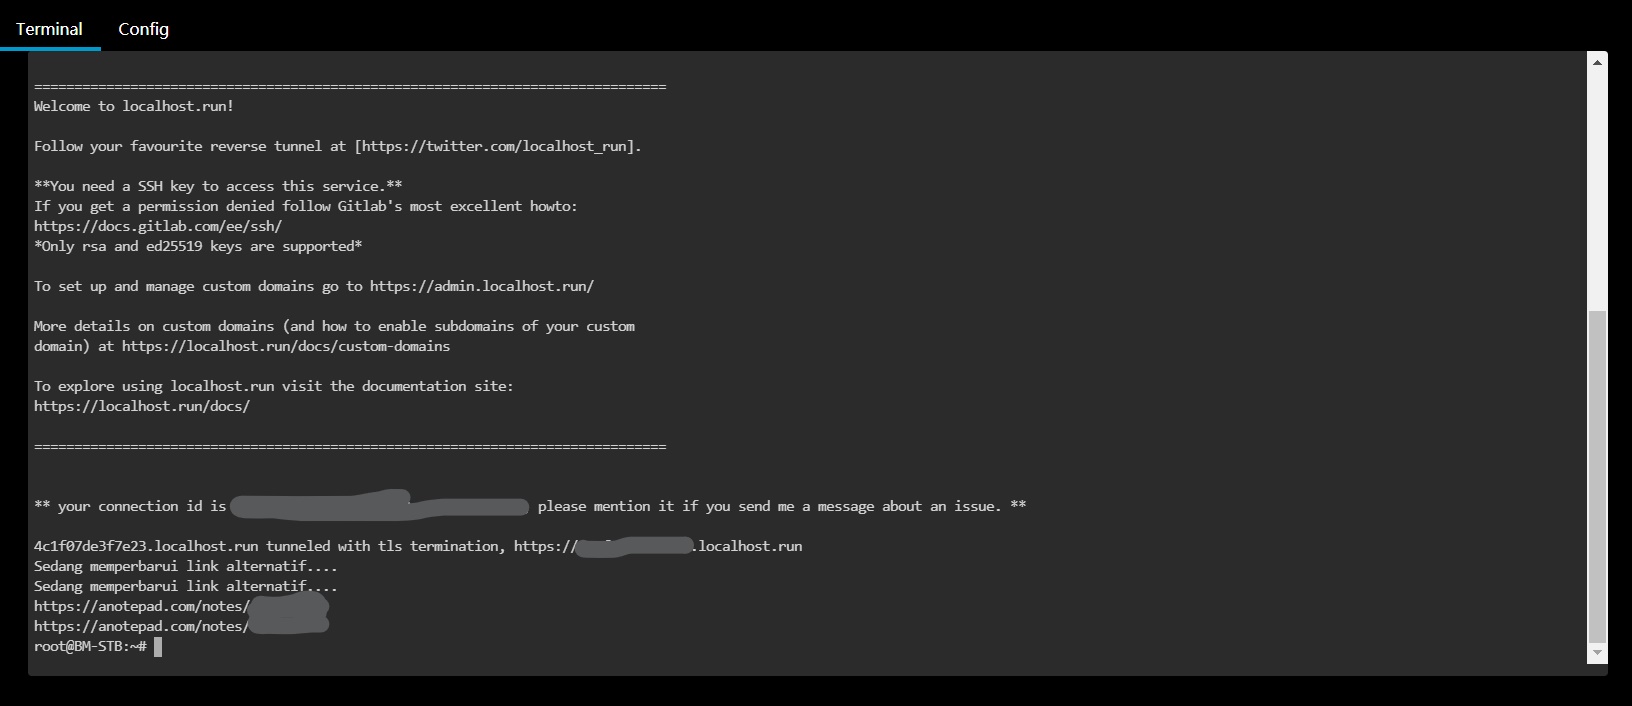 Terminal Config
===============================================================================
Welcome to localhost.run!
Follow your favourite reverse tunnel at [https://twitter.com/localhost_run].
**You need a SSH key to access this service.**
If you get a permission denied follow Gitlab's most excellent howto:
https://docs.gitlab.com/ee/ssh/
*Only rsa and ed25519 keys are supported*
To set up and manage custom domains go to https://admin.localhost.run/
More details on custom domains (and how to enable subdomains of your custom
domain) at https://localhost.run/docs/custom-domains
To explore using localhost.run visit the documentation site:
https://localhost.run/docs/
===============================================================================
** your connection id is please mention it if you send me a message about an issue. **
4c1f07de3f7e23.localhost.run tunneled with tls termination, https:// .localhost.run
Sedang memperbarui link alternatif....
Sedang memperbarui link alternatif....
https://anotepad.com/notes/
https://anotepad.com/notes/
root@BM-STB:~#